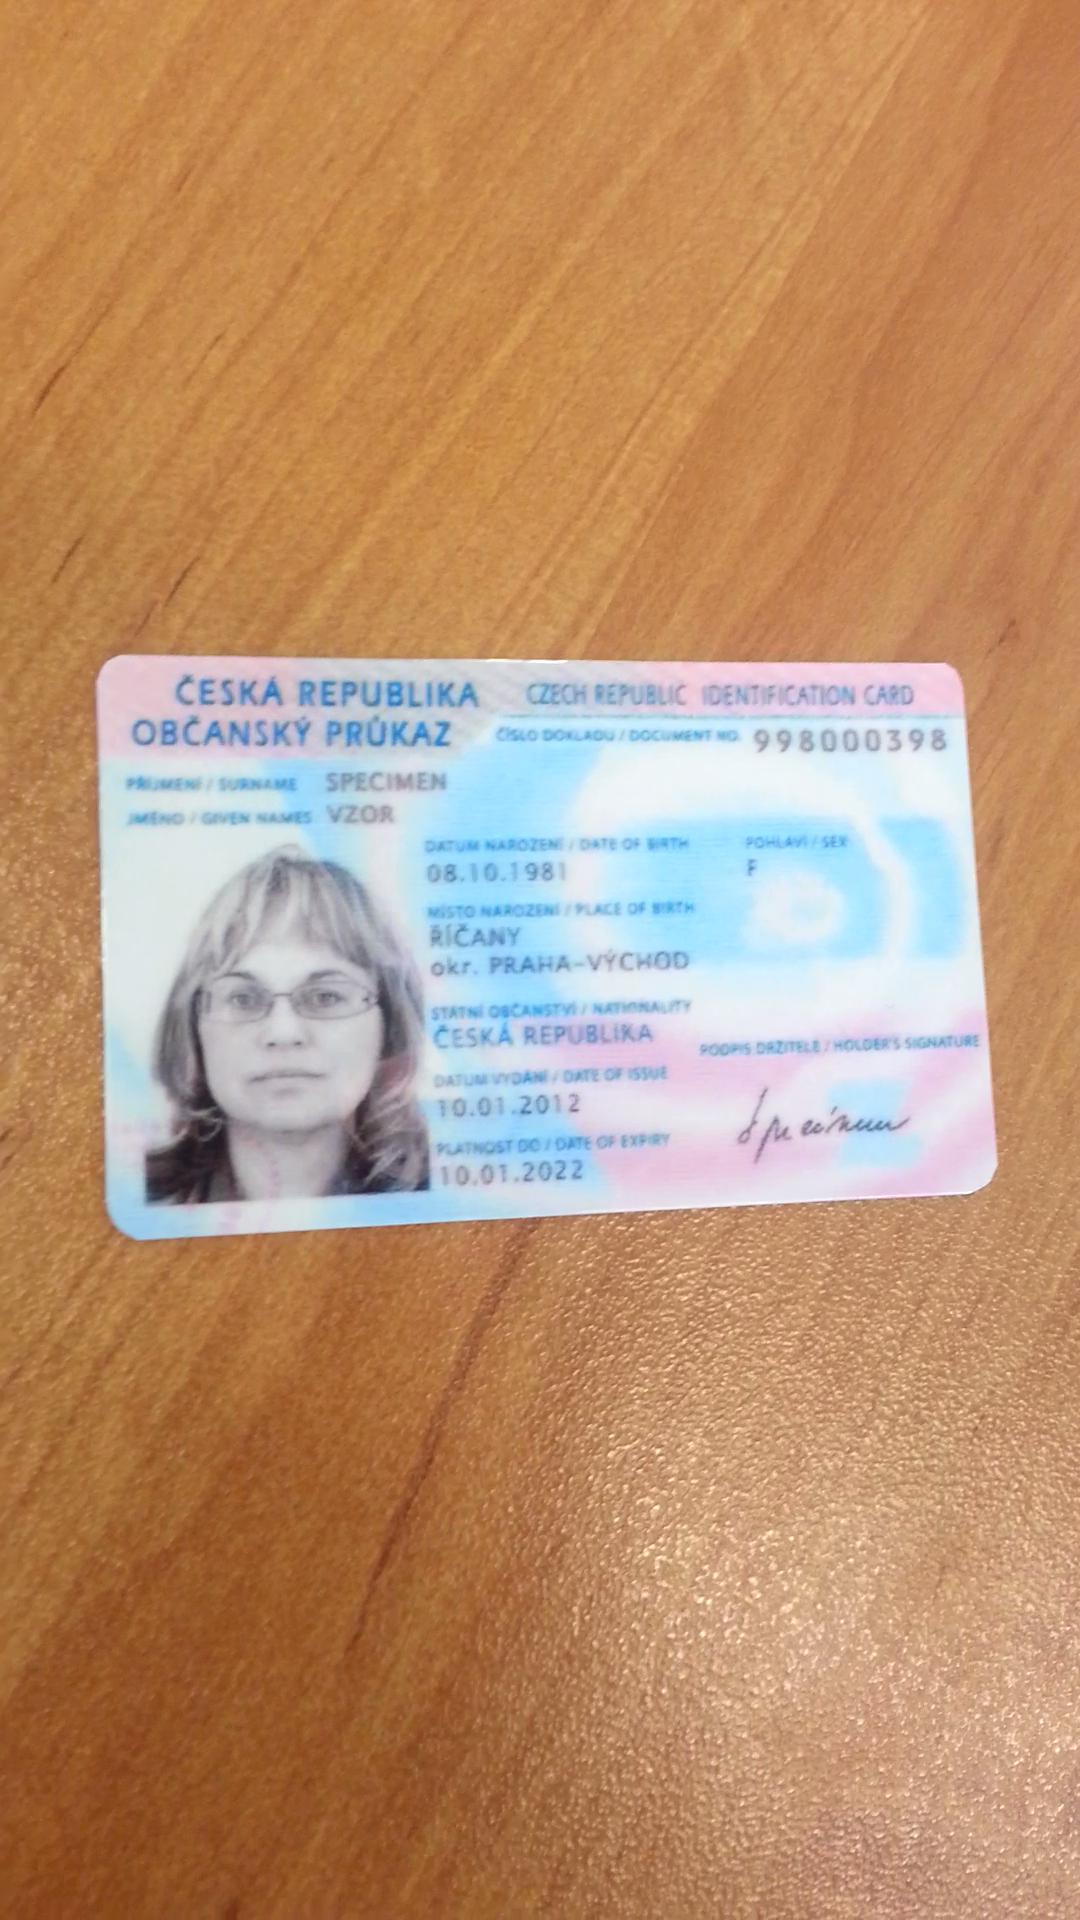 ČESKÁ REPUBLIKA CZECH REPUBLIC IDENTIFICATION CARD
OBČANSKÝ PRŮKAZ ČÍSLO DOKLADU / DOCUMENT NO. 998000398
PŘÍJMENÍ / SURNAME SPECIMEN
JMÉNO / GIVEN NAMES VZOR
DATUM NAROZENÍ / DATE OF BIRTH POHLAVÍ / SEX
08.10.1981 F
MÍSTO NAROZENÍ / PLACE OF BIRTH
ŘÍČANY
okr. PRAHA-VÝCHOD
STÁTNÍ OBČANSTVÍ / NATIONALITY
ČESKÁ REPUBLIKA
PODPIS DRŽITELE / HOLDER'S SIGNATURE
DATUM VYDÁNÍ / DATE OF ISSUE
10.01.2012
Specimen
PLATNOST DO / DATE OF EXPIRY
10.01.2022